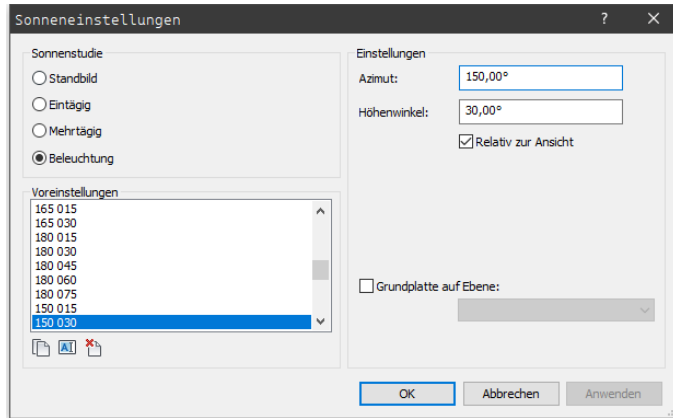 Sonneneinstellungen ? ×
Sonnenstudie
Standbild
Eintägig
Mehrtägig
Beleuchtung
Voreinstellungen
165 015
165 030
180 015
180 030
180 045
180 060
180 075
150 015
150 030
AI
Einstellungen
Azimut: 150,00°
Höhenwinkel: 30,00°
Relativ zur Ansicht
Grundplatte auf Ebene:
OK Abbrechen Anwenden